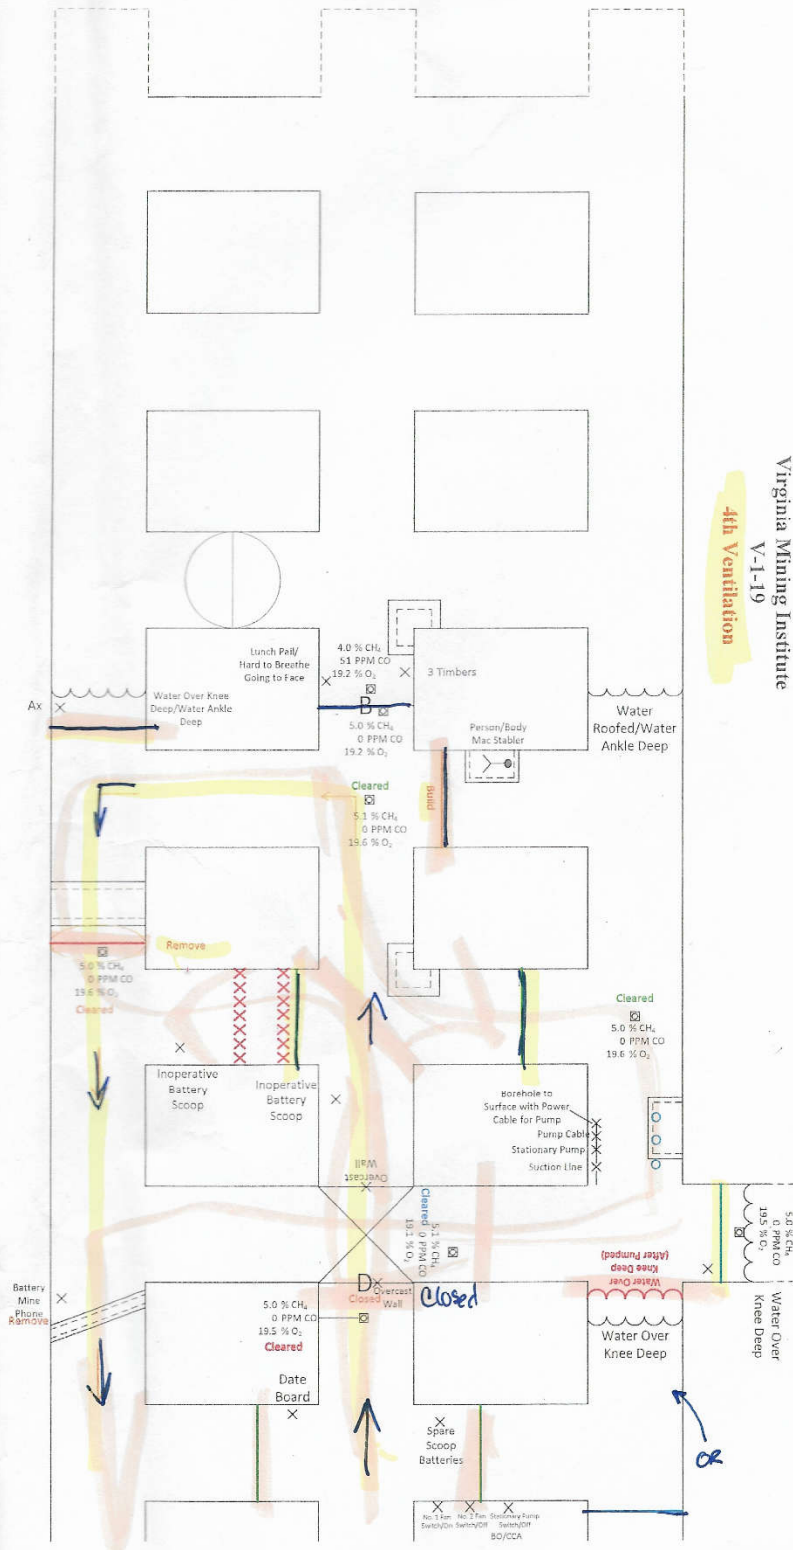 Virginia Mining Institute
V-1-19
4th Ventilation
Lunch Pail/
Hard to Breathe
Going to Face
4.0 % CH₄
51 PPM CO
19.2 % O₂
3 Timbers
Ax
Water Over Knee
Deep/Water Ankle
Deep
B
5.0 % CH₄
0 PPM CO
19.2 % O₂
Water
Roofed/Water
Ankle Deep
Person/Body
Mac Stabler
Cleared
5.1 % CH₄
0 PPM CO
19.6 % O₂
Build
Remove
5.0 % CH₄
0 PPM CO
19.6 % O₂
Cleared
Cleared
5.0 % CH₄
0 PPM CO
19.6 % O₂
Inoperative
Battery
Scoop
Inoperative
Battery
Scoop
Borehole to
Surface with Power
Cable for Pump
Pump Cable
Stationary Pump
Suction Line
Overcast
Wall
Cleared
5.1 % CH₄
0 PPM CO
19.1 % O₂
5.0 % CH₄
0 PPM CO
19.5 % O₂
Water Over
Knee Deep
Water Over
Knee Deep
(After Pumped)
Battery
Mine
Phone
Remove
D
Closed
Overcast
Wall
Closed
5.0 % CH₄
0 PPM CO
19.5 % O₂
Cleared
Water Over
Knee Deep
Date
Board
Spare
Scoop
Batteries
OR
No. 1 Fan
Switch/On
No. 2 Fan
Switch/Off
Stationary Pump
Switch/Off
BO/CCA